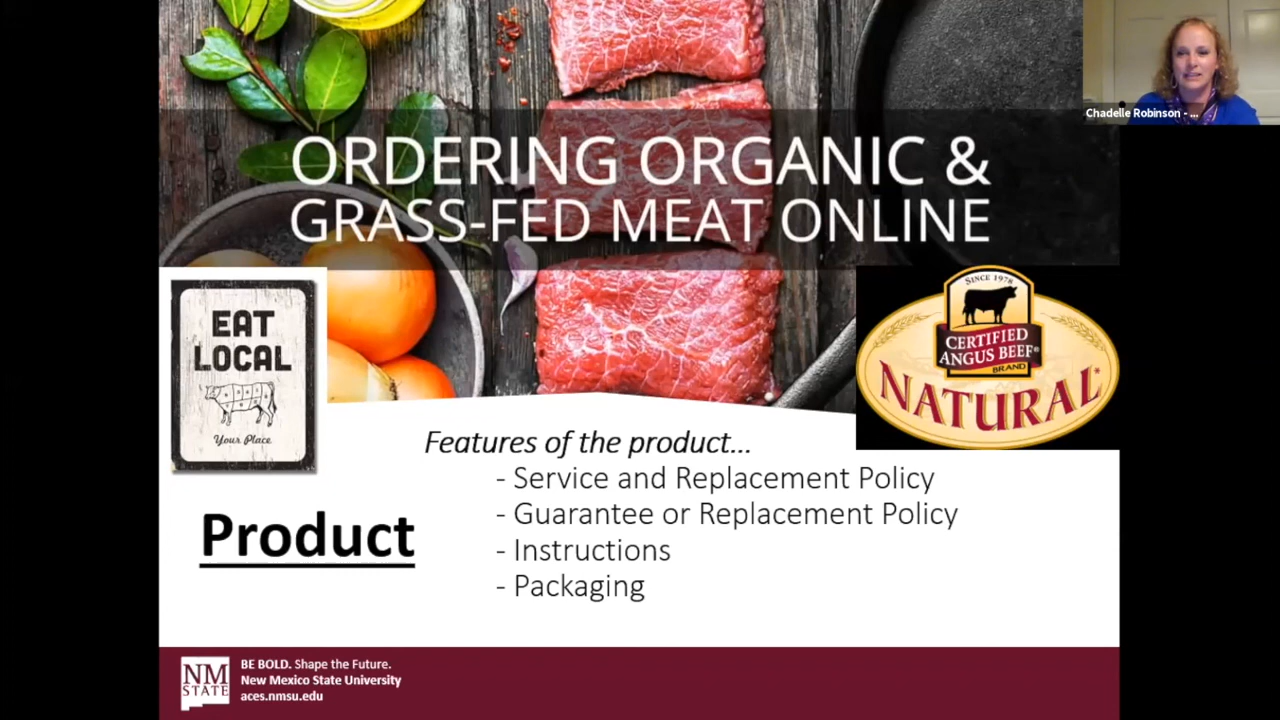 Chadelle Robinson - ...
ORDERING ORGANIC &
GRASS-FED MEAT ONLINE
EAT
LOCAL
Your Place
SINCE 1978
CERTIFIED
ANGUS BEEF®
BRAND
NATURAL®
Features of the product...
- Service and Replacement Policy
- Guarantee or Replacement Policy
- Instructions
- Packaging
Product
NM
STATE
BE BOLD. Shape the Future.
New Mexico State University
aces.nmsu.edu